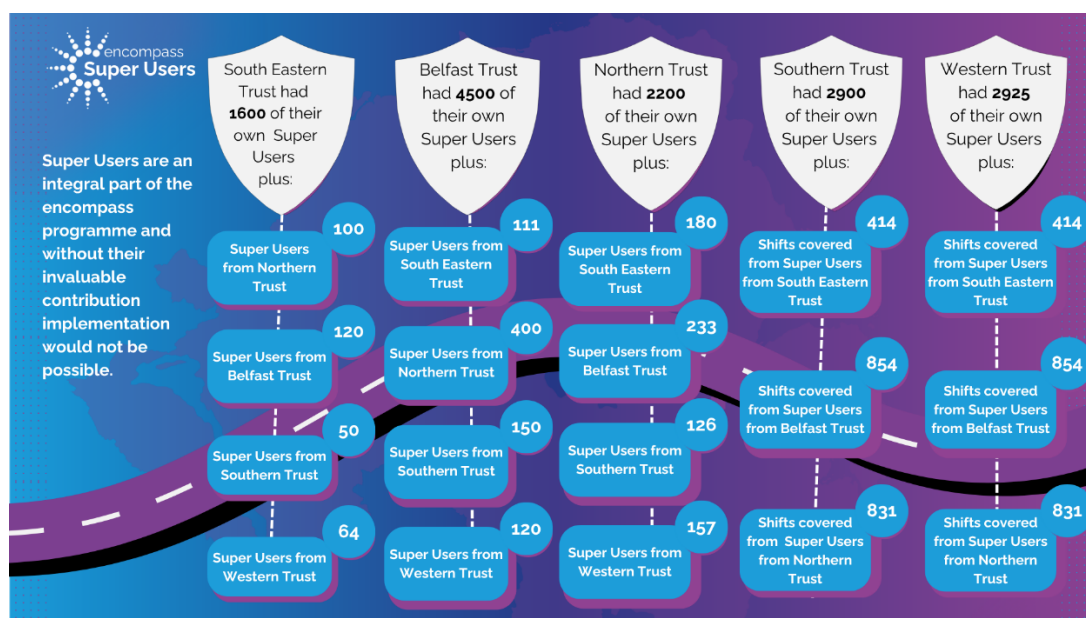 encompass
Super Users
Super Users are an
integral part of the
encompass
programme and
without their
invaluable
contribution
implementation
would not be
possible.
South Eastern
Trust had
1600 of their
own Super
Users
plus:
100
Super Users
from Northern
Trust
120
Super Users from
Belfast Trust
50
Super Users from
Southern Trust
64
Super Users from
Western Trust
Belfast Trust
had 4500 of
their own
Super Users
plus:
111
Super Users from
South Eastern
Trust
400
Super Users from
Northern Trust
150
Super Users from
Southern Trust
120
Super Users from
Western Trust
Northern Trust
had 2200
of their own
Super Users
plus:
180
Super Users from
South Eastern
Trust
233
Super Users from
Belfast Trust
126
Super Users from
Southern Trust
157
Super Users from
Western Trust
Southern Trust
had 2900
of their own
Super Users
plus:
414
Shifts covered
from Super Users
from South Eastern
Trust
854
Shifts covered
from Super Users
from Belfast Trust
831
Shifts covered
from Super Users
from Northern
Trust
Western Trust
had 2925
of their own
Super Users
plus:
414
Shifts covered
from Super Users
from South Eastern
Trust
854
Shifts covered
from Super Users
from Belfast Trust
831
Shifts covered
from Super Users
from Northern
Trust